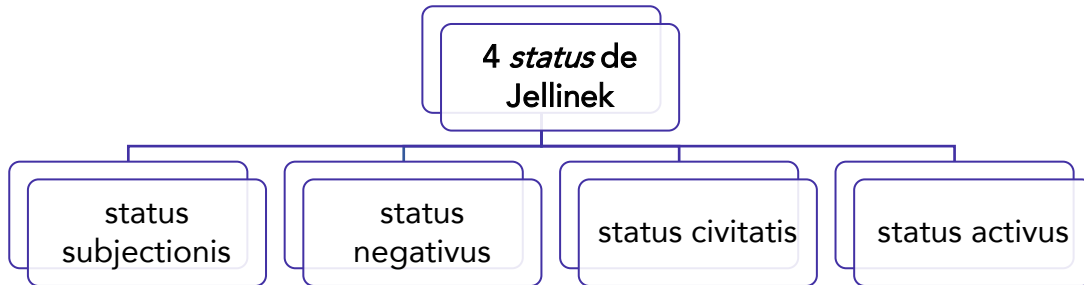 4 status de
Jellinek
status
subjectionis
status
negativus
status civitatis
status activus